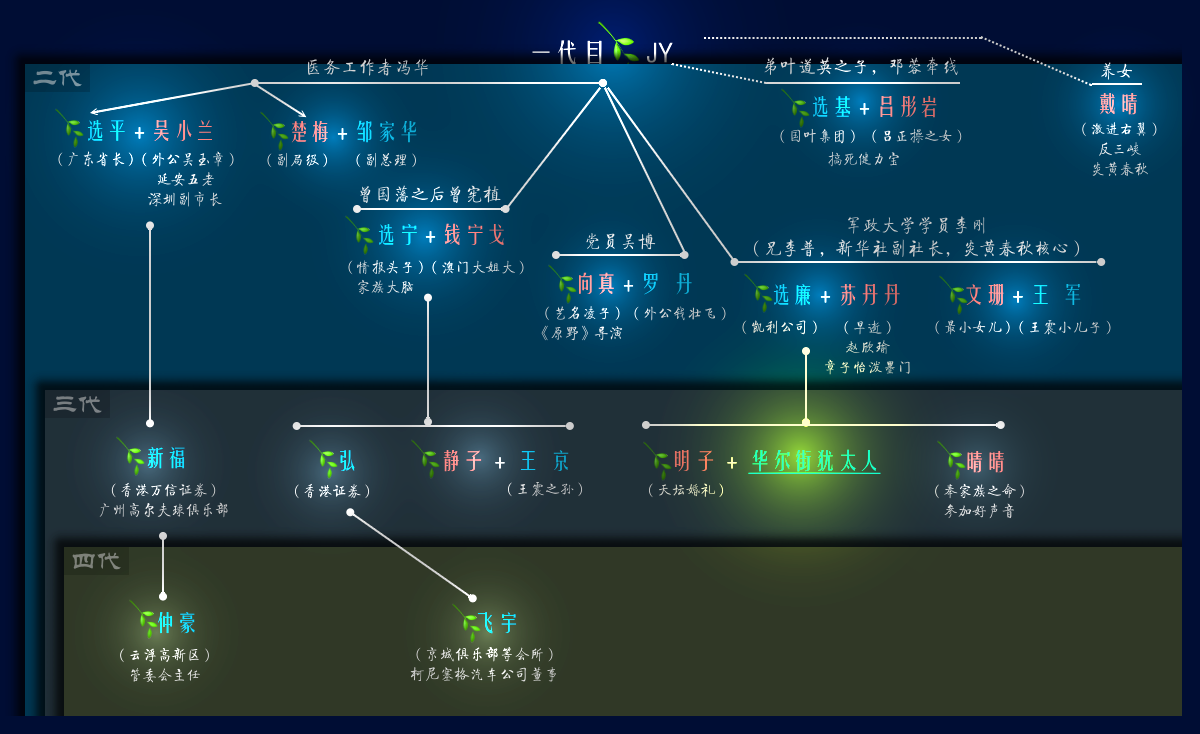 一代目 JY
二代
医务工作者冯华
弟叶道英之子，邓蓉牵线
养女
选平 + 吴小兰
楚梅 + 邹家华
选基 + 吕彤岩
戴晴
（广东省长）（外公吴玉章）
延安五老
深圳副市长
（副局级）
（副总理）
（国叶集团）（吕正操之女）
搞死健力宝
（激进右翼）
反三峡
炎黄春秋
曾国藩之后曾宪植
选宁 + 钱宁戈
（情报头子）（澳门大姐大）
家族大脑
党员吴博
向真 + 罗 丹
（艺名凌子）（外公钱壮飞）
《原野》导演
军政大学学员李刚
（兄李普，新华社副社长，炎黄春秋核心）
选廉 + 苏丹丹
文珊 + 王 军
（凯利公司）
（早逝）
赵欣瑜
章子怡泼墨门
（最小女儿）（王震小儿子）
三代
新福
（香港万信证券）
广州高尔夫球俱乐部
弘
（香港证券）
静子 + 王 京
（王震之孙）
明子 + 华尔街犹太人
（天坛婚礼）
晴晴
（奉家族之命）
参加好声音
四代
仲豪
（云浮高新区）
管委会主任
飞宇
（京城俱乐部等会所）
柯尼塞格汽车公司董事